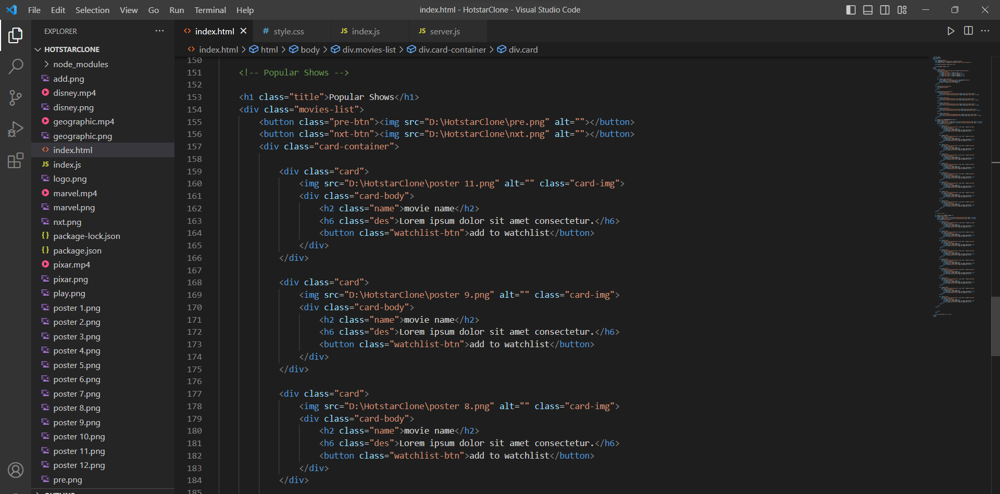 File Edit Selection View Go Run Terminal Help
index.html - HotstarClone - Visual Studio Code
EXPLORER
HOTSTARCLONE
node_modules
add.png
disney.mp4
disney.png
geographic.mp4
geographic.png
index.html
JS index.js
logo.png
marvel.mp4
marvel.png
nxt.png
{} package-lock.json
{} package.json
pixar.mp4
pixar.png
play.png
poster 1.png
poster 2.png
poster 3.png
poster 4.png
poster 5.png
poster 6.png
poster 7.png
poster 8.png
poster 9.png
poster 10.png
poster 11.png
poster 12.png
pre.png
OUTLINE
<> index.html # style.css JS index.js JS server.js
<> index.html > html > body > div.movies-list > div.card-container > div.card
150
151 <!-- Popular Shows -->
152
153 <h1 class="title">Popular Shows</h1>
154 <div class="movies-list">
155 <button class="pre-btn"><img src="D:\HotstarClone\pre.png" alt=""></button>
156 <button class="nxt-btn"><img src="D:\HotstarClone\nxt.png" alt=""></button>
157 <div class="card-container">
158
159 <div class="card">
160 <img src="D:\HotstarClone\poster 11.png" alt="" class="card-img">
161 <div class="card-body">
162 <h2 class="name">movie name</h2>
163 <h6 class="des">Lorem ipsum dolor sit amet consectetur.</h6>
164 <button class="watchlist-btn">add to watchlist</button>
165 </div>
166 </div>
167
168 <div class="card">
169 <img src="D:\HotstarClone\poster 9.png" alt="" class="card-img">
170 <div class="card-body">
171 <h2 class="name">movie name</h2>
172 <h6 class="des">Lorem ipsum dolor sit amet consectetur.</h6>
173 <button class="watchlist-btn">add to watchlist</button>
174 </div>
175 </div>
176
177 <div class="card">
178 <img src="D:\HotstarClone\poster 8.png" alt="" class="card-img">
179 <div class="card-body">
180 <h2 class="name">movie name</h2>
181 <h6 class="des">Lorem ipsum dolor sit amet consectetur.</h6>
182 <button class="watchlist-btn">add to watchlist</button>
183 </div>
184 </div>
185